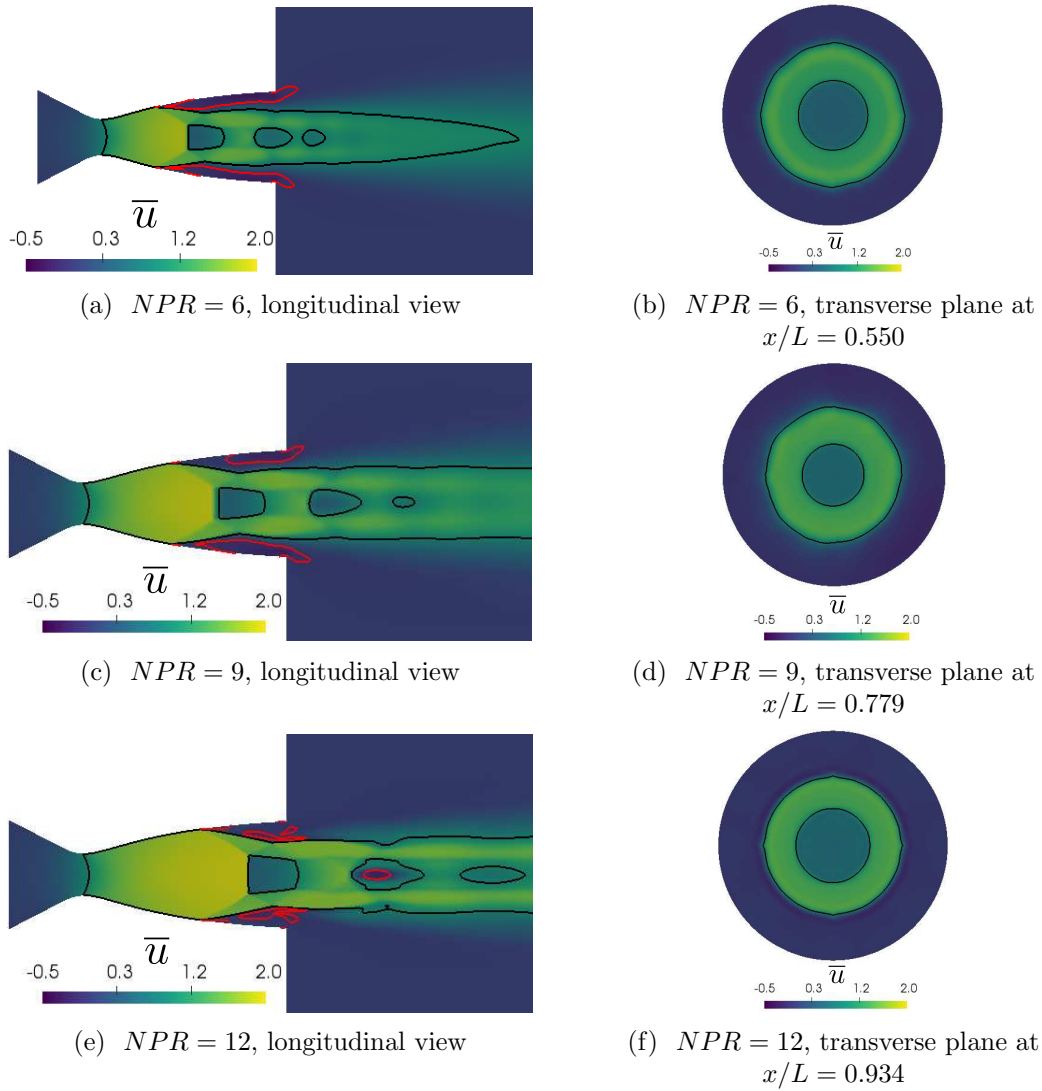 u̅
-0.5 0.3 1.2 2.0
(a) NPR = 6, longitudinal view
u̅
-0.5 0.3 1.2 2.0
(b) NPR = 6, transverse plane at
x/L = 0.550
u̅
-0.5 0.3 1.2 2.0
(c) NPR = 9, longitudinal view
u̅
-0.5 0.3 1.2 2.0
(d) NPR = 9, transverse plane at
x/L = 0.779
u̅
-0.5 0.3 1.2 2.0
(e) NPR = 12, longitudinal view
u̅
-0.5 0.3 1.2 2.0
(f) NPR = 12, transverse plane at
x/L = 0.934